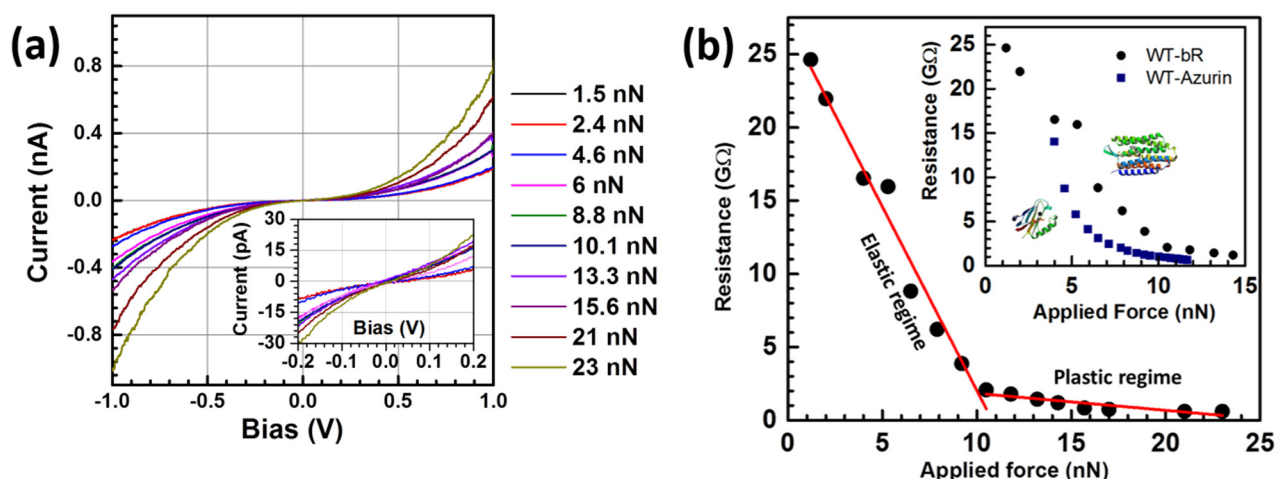 (a)
Current (nA)
0.8
0.4
0.0
-0.4
-0.8
-1.0 -0.5 0.0 0.5 1.0
Bias (V)
Current (pA)
30
15
0
-15
-30
Bias (V)
-0.2 -0.1 0.0 0.1 0.2
1.5 nN
2.4 nN
4.6 nN
6 nN
8.8 nN
10.1 nN
13.3 nN
15.6 nN
21 nN
23 nN
(b)
Resistance (GΩ)
25
20
15
10
5
0
0 5 10 15 20 25
Applied force (nN)
Elastic regime
Plastic regime
Resistance (GΩ)
25
20
15
10
5
0
0 5 10 15
Applied Force (nN)
WT-bR
WT-Azurin